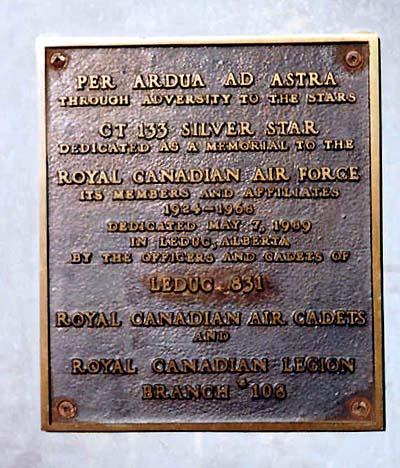 PER ARDUA AD ASTRA
THROUGH ADVERSITY TO THE STARS
CT 133 SILVER STAR
DEDICATED AS A MEMORIAL TO THE
ROYAL CANADIAN AIR FORCE
ITS MEMBERS AND AFFILIATES
1924-1968
DEDICATED MAY 7, 1989
IN LEDUC, ALBERTA
BY THE OFFICERS AND CADETS OF
LEDUC 831
ROYAL CANADIAN AIR CADETS
AND
ROYAL CANADIAN LEGION
BRANCH #108